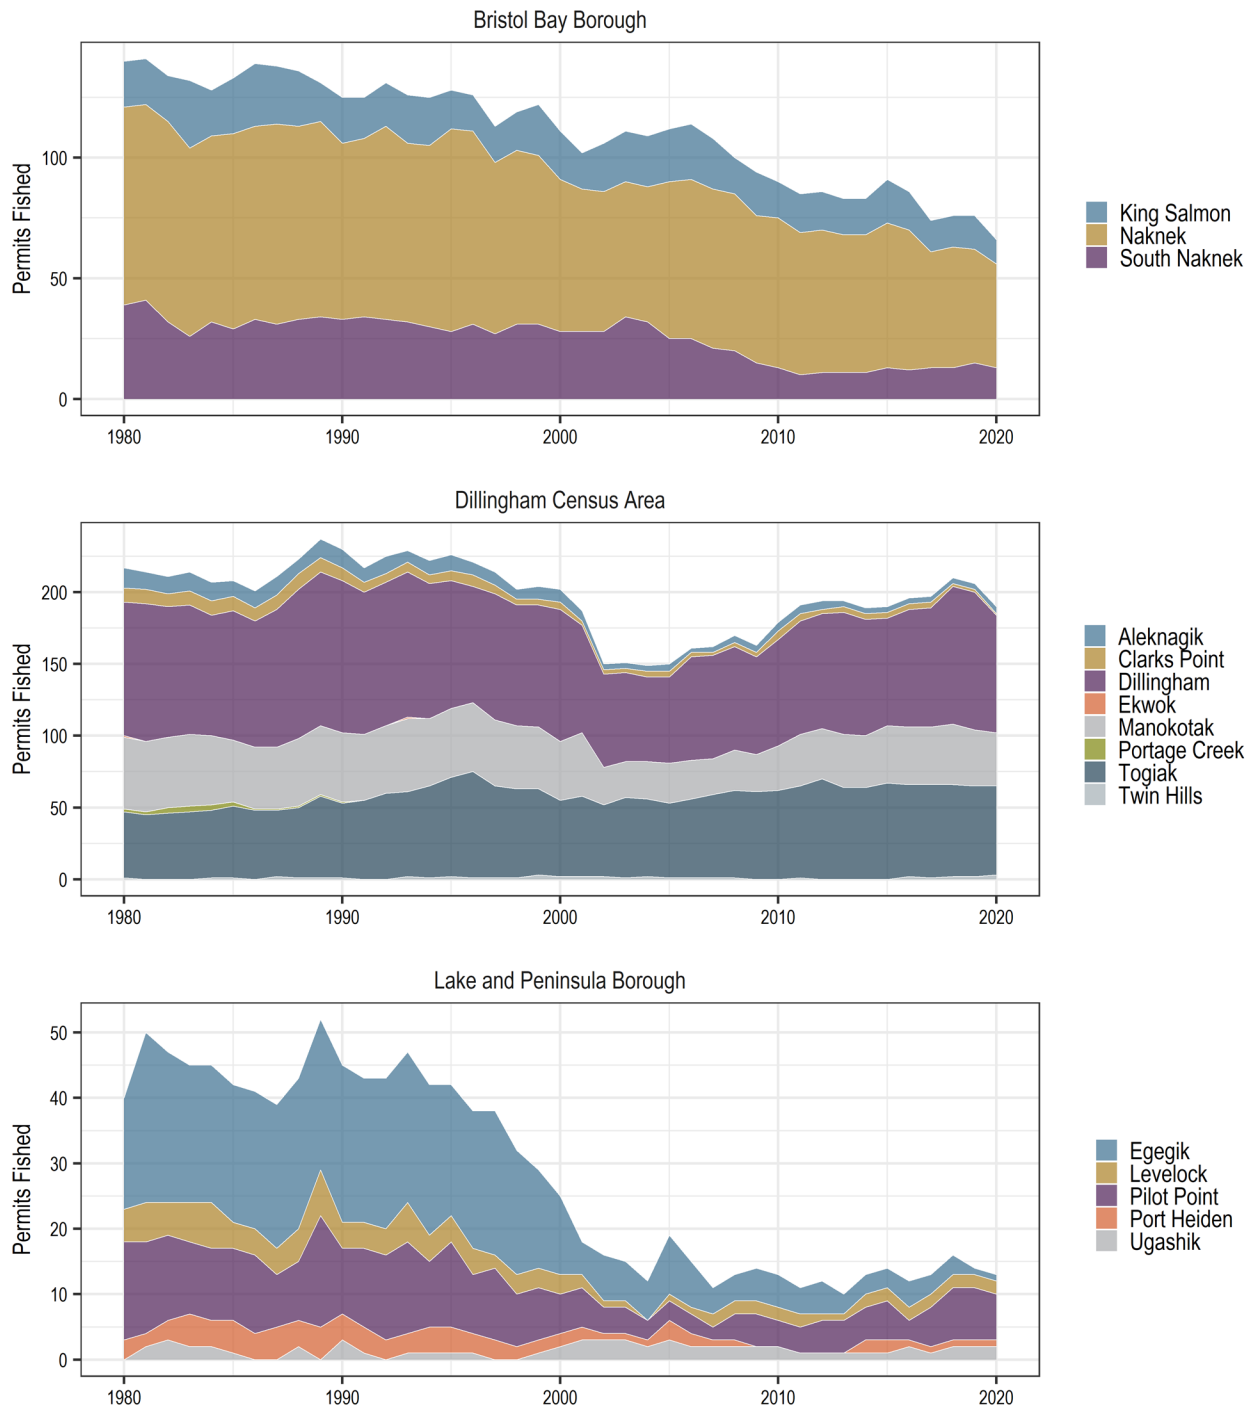 Bristol Bay Borough
Permits Fished
100
50
0
1980 1990 2000 2010 2020
King Salmon
Naknek
South Naknek
Dillingham Census Area
Permits Fished
200
150
100
50
0
1980 1990 2000 2010 2020
Aleknagik
Clarks Point
Dillingham
Ekwok
Manokotak
Portage Creek
Togiak
Twin Hills
Lake and Peninsula Borough
Permits Fished
50
40
30
20
10
0
1980 1990 2000 2010 2020
Egegik
Levelock
Pilot Point
Port Heiden
Ugashik